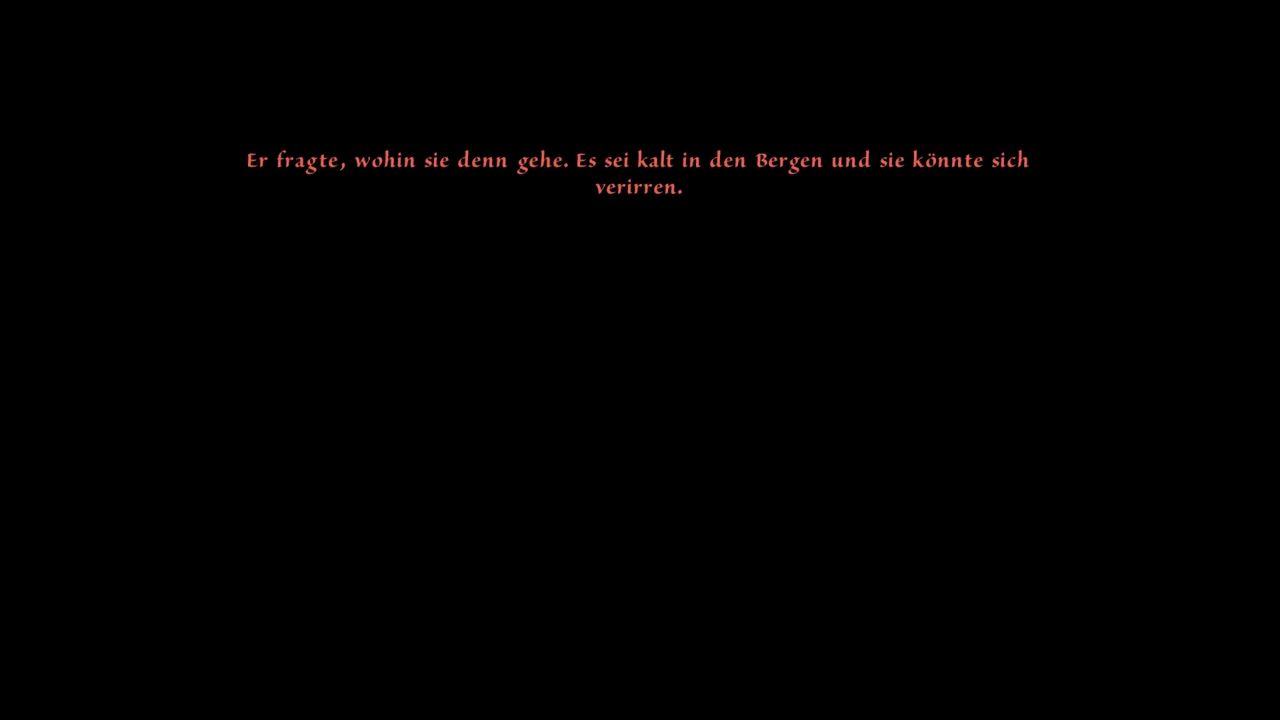 Er fragte, wohin sie denn gehe. Es sei kalt in den Bergen und sie könnte sich
verirren.